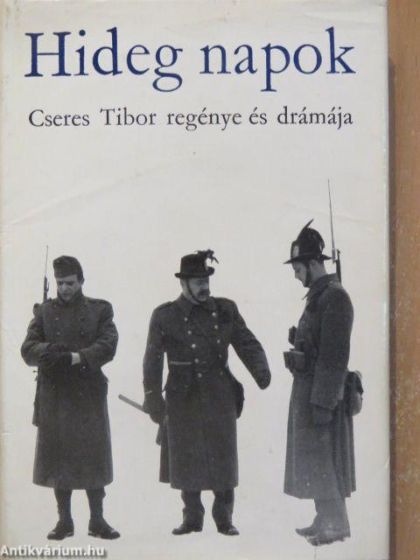 Hideg napok
Cseres Tibor regénye és drámája
Antikvárium.hu